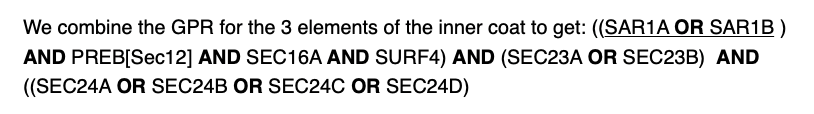 We combine the GPR for the 3 elements of the inner coat to get: ((SAR1A OR SAR1B )
AND PREB[Sec12] AND SEC16A AND SURF4) AND (SEC23A OR SEC23B)  AND
((SEC24A OR SEC24B OR SEC24C OR SEC24D)